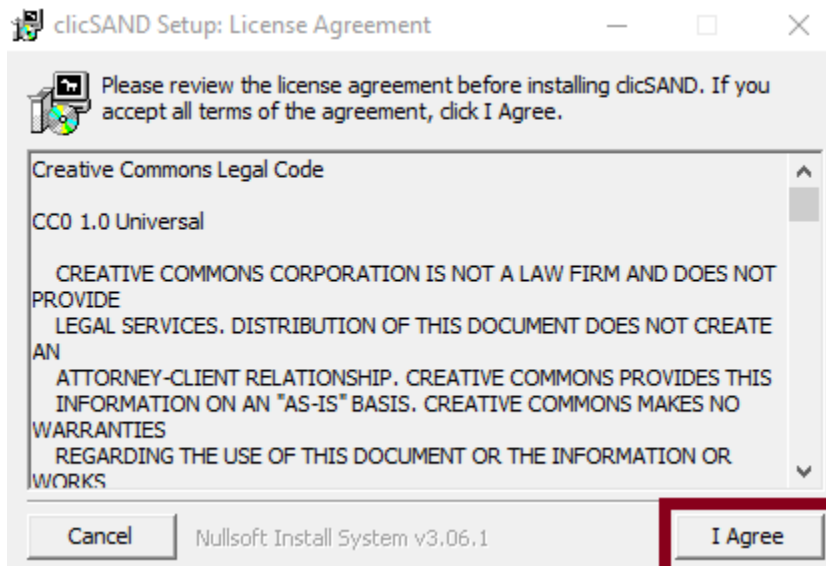 clicSAND Setup: License Agreement
Please review the license agreement before installing clicSAND. If you
accept all terms of the agreement, click I Agree.
Creative Commons Legal Code
CC0 1.0 Universal
CREATIVE COMMONS CORPORATION IS NOT A LAW FIRM AND DOES NOT
PROVIDE
LEGAL SERVICES. DISTRIBUTION OF THIS DOCUMENT DOES NOT CREATE
AN
ATTORNEY-CLIENT RELATIONSHIP. CREATIVE COMMONS PROVIDES THIS
INFORMATION ON AN "AS-IS" BASIS. CREATIVE COMMONS MAKES NO
WARRANTIES
REGARDING THE USE OF THIS DOCUMENT OR THE INFORMATION OR
WORKS
Cancel
Nullsoft Install System v3.06.1
I Agree